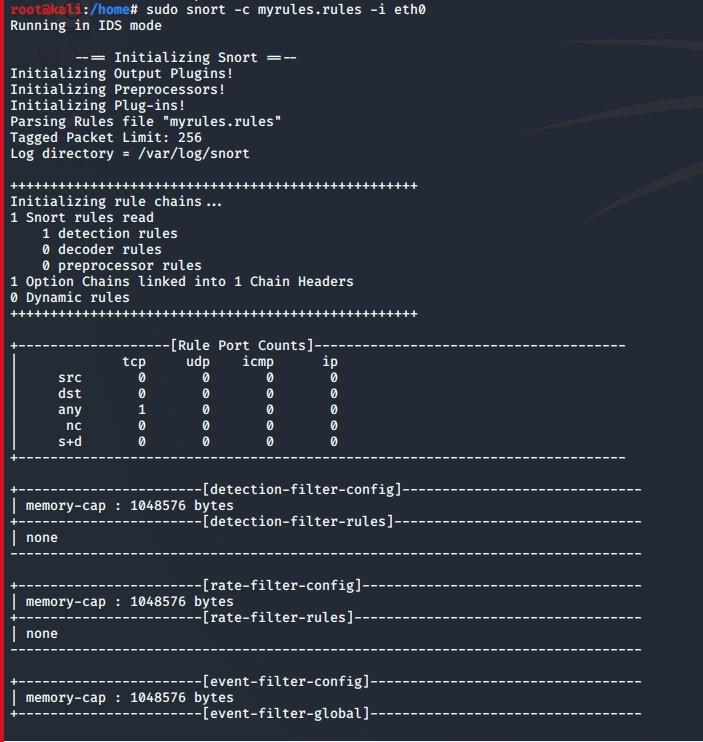 root@kali:/home# sudo snort -c myrules.rules -i eth0
Running in IDS mode

        --== Initializing Snort ==--
Initializing Output Plugins!
Initializing Preprocessors!
Initializing Plug-ins!
Parsing Rules file "myrules.rules"
Tagged Packet Limit: 256
Log directory = /var/log/snort

+++++++++++++++++++++++++++++++++++++++++++++++++++
Initializing rule chains...
1 Snort rules read
    1 detection rules
    0 decoder rules
    0 preprocessor rules
1 Option Chains linked into 1 Chain Headers
0 Dynamic rules
+++++++++++++++++++++++++++++++++++++++++++++++++++

+-------------------[Rule Port Counts]---------------------------------------
|             tcp     udp    icmp      ip
|     src       0       0       0       0
|     dst       0       0       0       0
|     any       1       0       0       0
|      nc       0       0       0       0
|     s+d       0       0       0       0
+----------------------------------------------------------------------------

+-----------------------[detection-filter-config]------------------------------
| memory-cap : 1048576 bytes
+-----------------------[detection-filter-rules]-------------------------------
| none
-------------------------------------------------------------------------------

+-----------------------[rate-filter-config]-----------------------------------
| memory-cap : 1048576 bytes
+-----------------------[rate-filter-rules]------------------------------------
| none
-------------------------------------------------------------------------------

+-----------------------[event-filter-config]----------------------------------
| memory-cap : 1048576 bytes
+-----------------------[event-filter-global]----------------------------------